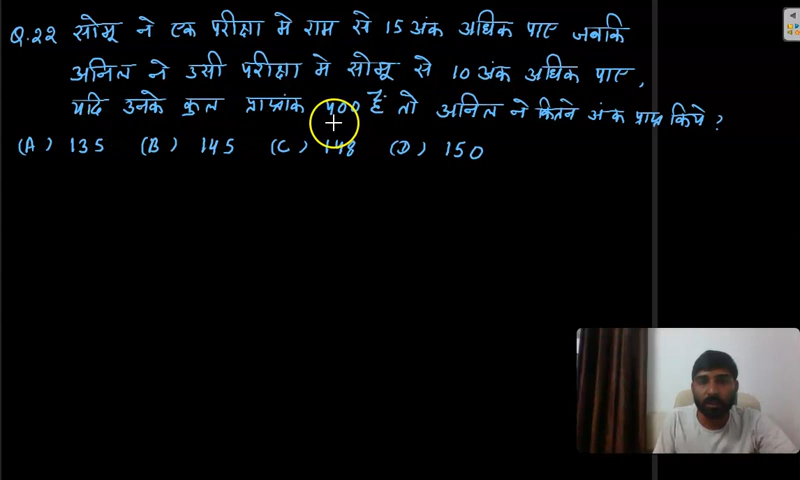 Q.22 सोमू ने एक परीक्षा मे राम से 15 अंक अधिक पाए जबकि
अनिल ने उसी परीक्षा मे सोमू से 10 अंक अधिक पाए,
यदि उनके कुल प्राप्तांक 400 हैं तो अनिल ने कितने अंक प्राप्त किये ?
(A) 135 (B) 145 (C) 148 (D) 150